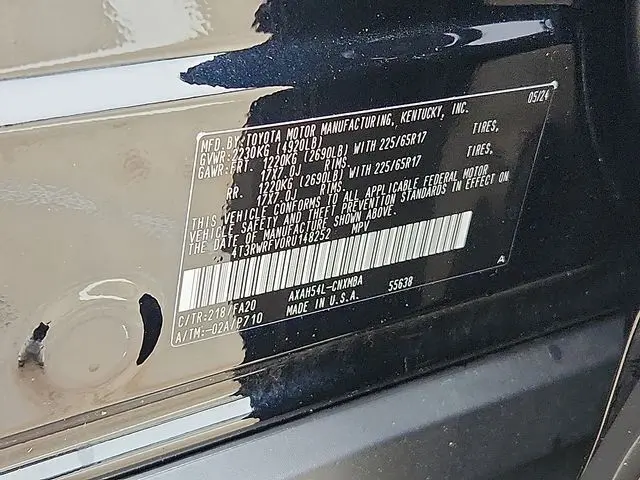 MFD.BY:TOYOTA MOTOR MANUFACTURING, KENTUCKY, INC. 05/24
GVWR:2230KG (4920LB)
GAWR:FRT. 1220KG (2690LB) WITH 225/65R17 TIRES,
17X7.0J RIMS.
RR. 1220KG (2690LB) WITH 225/65R17 TIRES,
17X7.0J RIMS.
THIS VEHICLE CONFORMS TO ALL APPLICABLE FEDERAL MOTOR
VEHICLE SAFETY AND THEFT PREVENTION STANDARDS IN EFFECT ON
THE DATE OF MANUFACTURE SHOWN ABOVE.
4T3RWRFV0RU148252 MPV
C/TR:218/FA20 AXAH54L-CNXMBA 55638 A
A/TM:-02A/P710 MADE IN U.S.A.